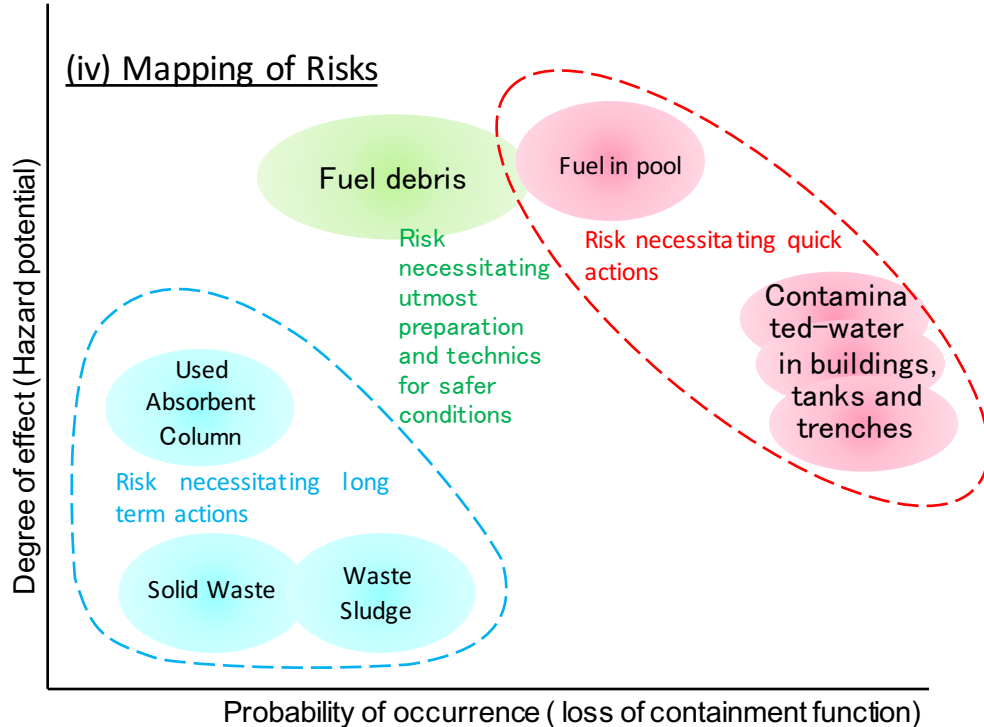 (iv) Mapping of Risks
Degree of effect (Hazard potential)
Fuel debris
Fuel in pool
Risk
necessitating
utmost
preparation
and technics
for safer
conditions
Risk necessitating quick
actions
Contamina
ted-water
in buildings,
tanks and
trenches
Used
Absorbent
Column
Risk necessitating long
term actions
Solid Waste
Waste
Sludge
Probability of occurrence ( loss of containment function)